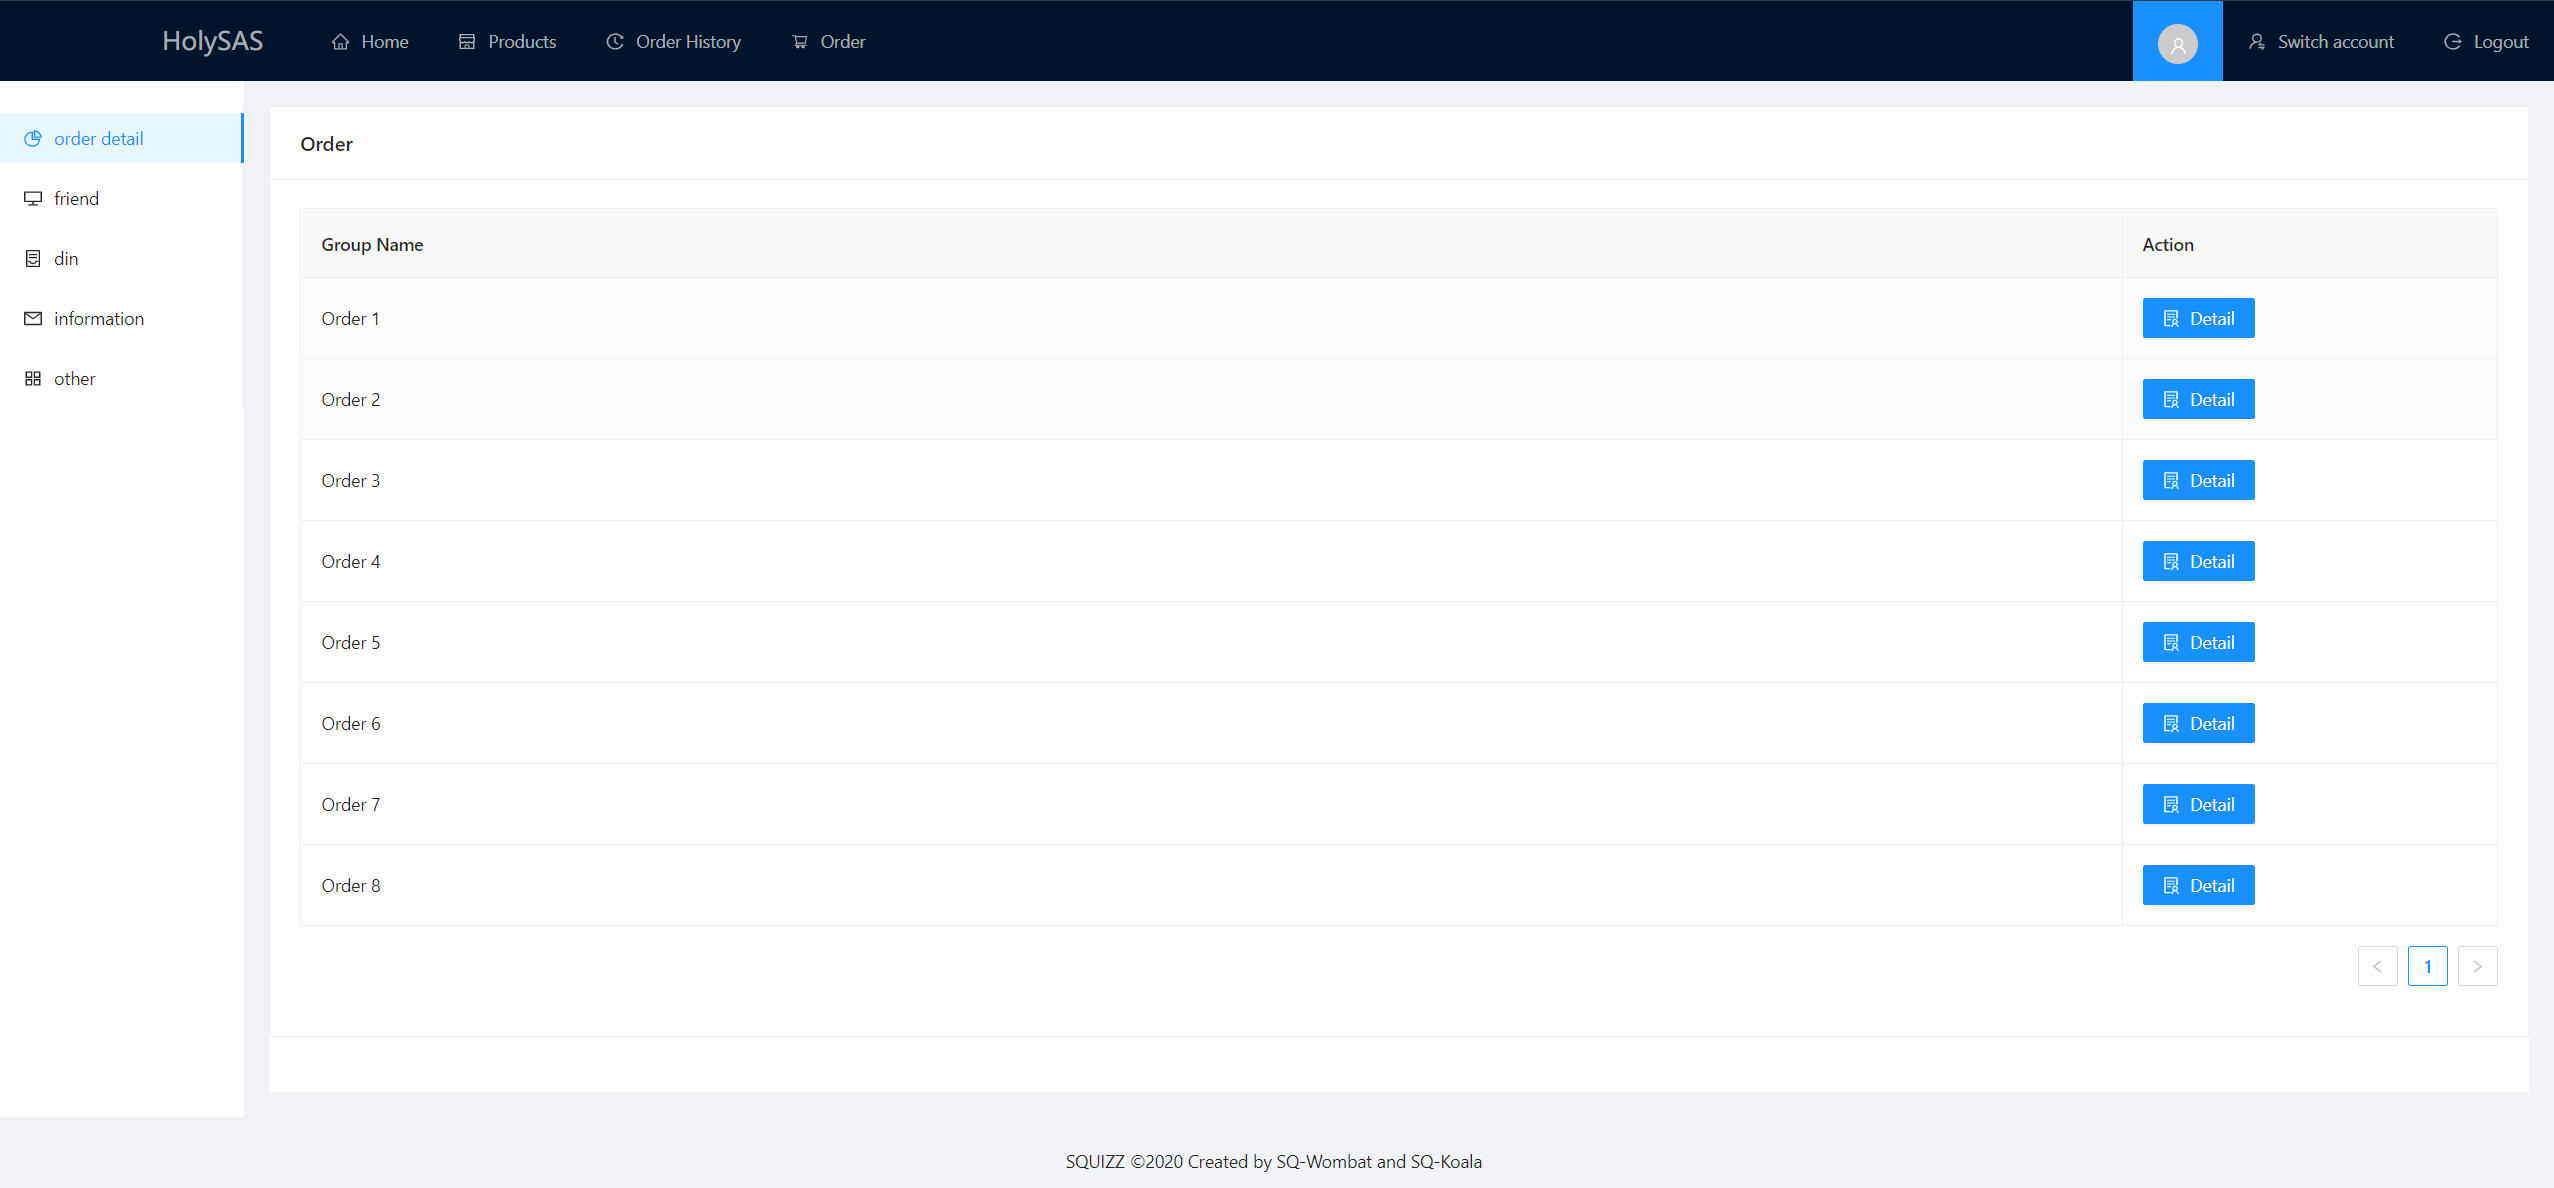 HolySAS Home Products Order History Order Switch account Logout
order detail
friend
din
information
other
Order
Group Name Action
Order 1 Detail
Order 2 Detail
Order 3 Detail
Order 4 Detail
Order 5 Detail
Order 6 Detail
Order 7 Detail
Order 8 Detail
< 1 >
SQUIZZ ©2020 Created by SQ-Wombat and SQ-Koala